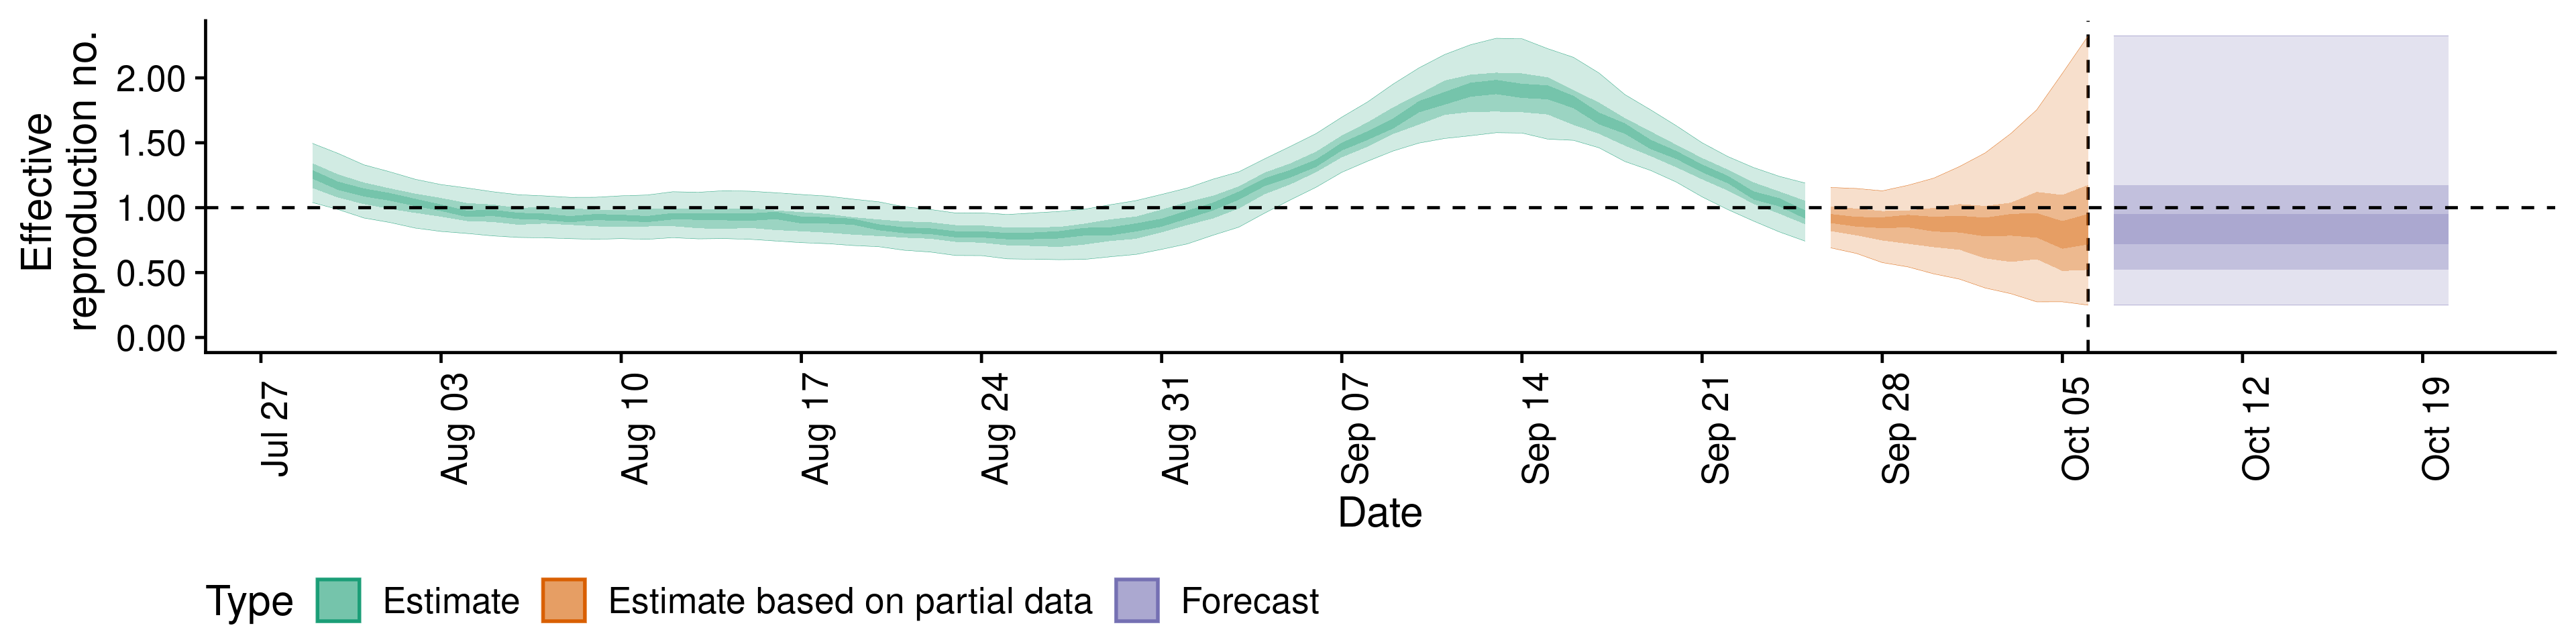 Effective
reproduction no.
2.00
1.50
1.00
0.50
0.00
Jul 27
Aug 03
Aug 10
Aug 17
Aug 24
Aug 31
Sep 07
Sep 14
Sep 21
Sep 28
Oct 05
Oct 12
Oct 19
Date
Type Estimate Estimate based on partial data Forecast